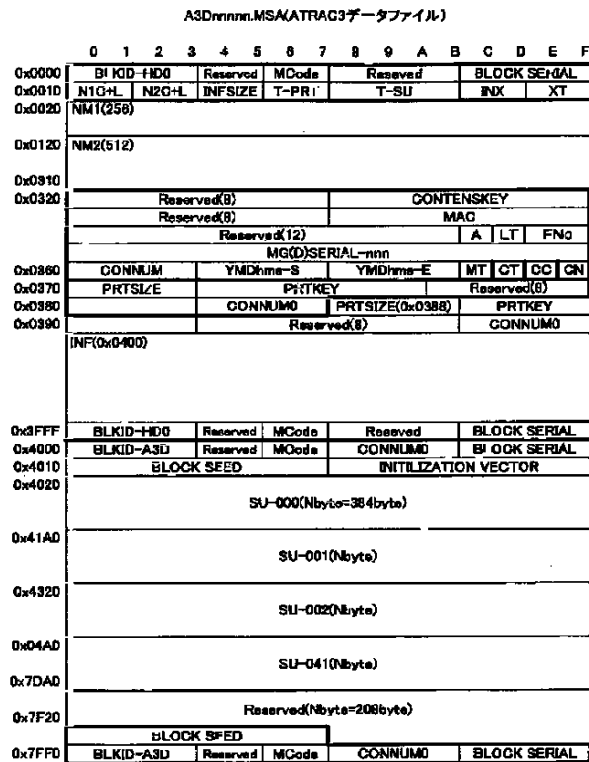 A3Dnnnnn.MSA(ATRAC3データファイル)
0 1 2 3 4 5 6 7 8 9 A B C D E F
0x0000 BLKID-HD0 Reserved MCode Reseved BLOCK SERIAL
0x0010 N1C+L N2C+L INFSIZE T-PRT T-SU INX XT
0x0020 NM1(256)
0x0120 NM2(512)
0x0310
0x0320 Reserved(8) CONTENSKEY
Reserved(8) MAC
Reserved(12) A LT FNo
MG(D)SERIAL-nnn
0x0360 CONNUM YMDhms-S YMDhms-E MT CT CC CN
0x0370 PRTSIZE PRTKEY Reserved(8)
0x0380 CONNUM0 PRTSIZE(0x0388) PRTKEY
0x0390 Reserved(8) CONNUM0
INF(0x0400)
0x3FFF BLKID-HD0 Reserved MCode Reseved BLOCK SERIAL
0x4000 BLKID-A3D Reserved MCode CONNUM0 BLOCK SERIAL
0x4010 BLOCK SEED INITILIZATION VECTOR
0x4020
SU-000(Nbyte=384byte)
0x41A0
SU-001(Nbyte)
0x4320
SU-002(Nbyte)
0x04A0
SU-041(Nbyte)
0x7DA0
Reserved(Nbyte=208byte)
0x7F20
BLOCK SEED
0x7FF0 BLKID-A3D Reserved MCode CONNUM0 BLOCK SERIAL